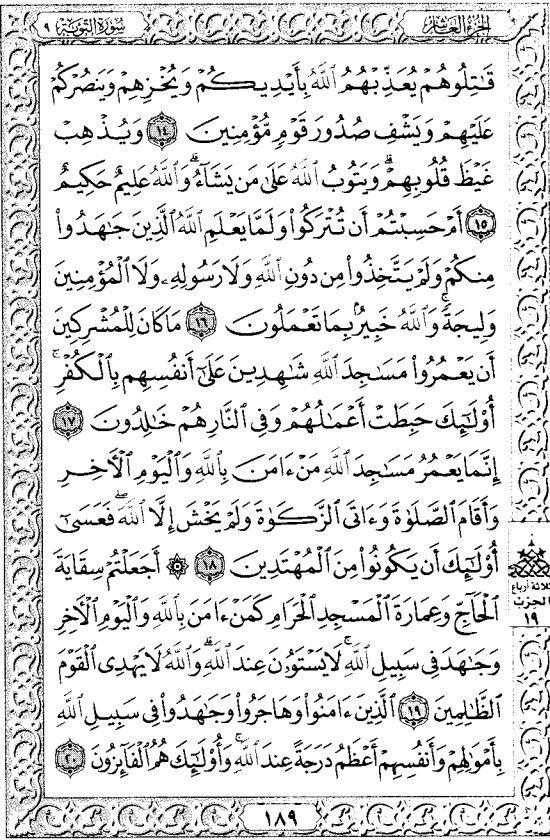 سورة التوبة ٩
الجزء العاشر
قَٰتِلُوهُمْ يُعَذِّبْهُمُ ٱللَّهُ بِأَيْدِيكُمْ وَيُخْزِهِمْ وَيَنصُرْكُمْ
عَلَيْهِمْ وَيَشْفِ صُدُورَ قَوْمٍ مُّؤْمِنِينَ ١٤ وَيُذْهِبْ
غَيْظَ قُلُوبِهِمْ ۗ وَيَتُوبُ ٱللَّهُ عَلَىٰ مَن يَشَآءُ ۗ وَٱللَّهُ عَلِيمٌ حَكِيمٌ
١٥ أَمْ حَسِبْتُمْ أَن تُتْرَكُوا۟ وَلَمَّا يَعْلَمِ ٱللَّهُ ٱلَّذِينَ جَٰهَدُوا۟
مِنكُمْ وَلَمْ يَتَّخِذُوا۟ مِن دُونِ ٱللَّهِ وَلَا رَسُولِهِۦ وَلَا ٱلْمُؤْمِنِينَ
وَلِيجَةً ۚ وَٱللَّهُ خَبِيرٌۢ بِمَا تَعْمَلُونَ ١٦ مَا كَانَ لِلْمُشْرِكِينَ
أَن يَعْمُرُوا۟ مَسَٰجِدَ ٱللَّهِ شَٰهِدِينَ عَلَىٰٓ أَنفُسِهِم بِٱلْكُفْرِ ۚ
أُو۟لَٰٓئِكَ حَبِطَتْ أَعْمَٰلُهُمْ وَفِى ٱلنَّارِ هُمْ خَٰلِدُونَ ١٧
إِنَّمَا يَعْمُرُ مَسَٰجِدَ ٱللَّهِ مَنْ ءَامَنَ بِٱللَّهِ وَٱلْيَوْمِ ٱلْءَاخِرِ
وَأَقَامَ ٱلصَّلَوٰةَ وَءَاتَى ٱلزَّكَوٰةَ وَلَمْ يَخْشَ إِلَّا ٱللَّهَ ۖ فَعَسَىٰٓ
أُو۟لَٰٓئِكَ أَن يَكُونُوا۟ مِنَ ٱلْمُهْتَدِينَ ١٨ ۞ أَجَعَلْتُمْ سِقَايَةَ
ٱلْحَآجِّ وَعِمَارَةَ ٱلْمَسْجِدِ ٱلْحَرَامِ كَمَنْ ءَامَنَ بِٱللَّهِ وَٱلْيَوْمِ ٱلْءَاخِرِ
وَجَٰهَدَ فِى سَبِيلِ ٱللَّهِ ۚ لَا يَسْتَوُۥنَ عِندَ ٱللَّهِ ۗ وَٱللَّهُ لَا يَهْدِى ٱلْقَوْمَ
ٱلظَّٰلِمِينَ ١٩ ٱلَّذِينَ ءَامَنُوا۟ وَهَاجَرُوا۟ وَجَٰهَدُوا۟ فِى سَبِيلِ ٱللَّهِ
بِأَمْوَٰلِهِمْ وَأَنفُسِهِمْ أَعْظَمُ دَرَجَةً عِندَ ٱللَّهِ ۚ وَأُو۟لَٰٓئِكَ هُمُ ٱلْفَآئِزُونَ ٢٠
ثلاثة أرباع
الحزب
١٩
١٨٩